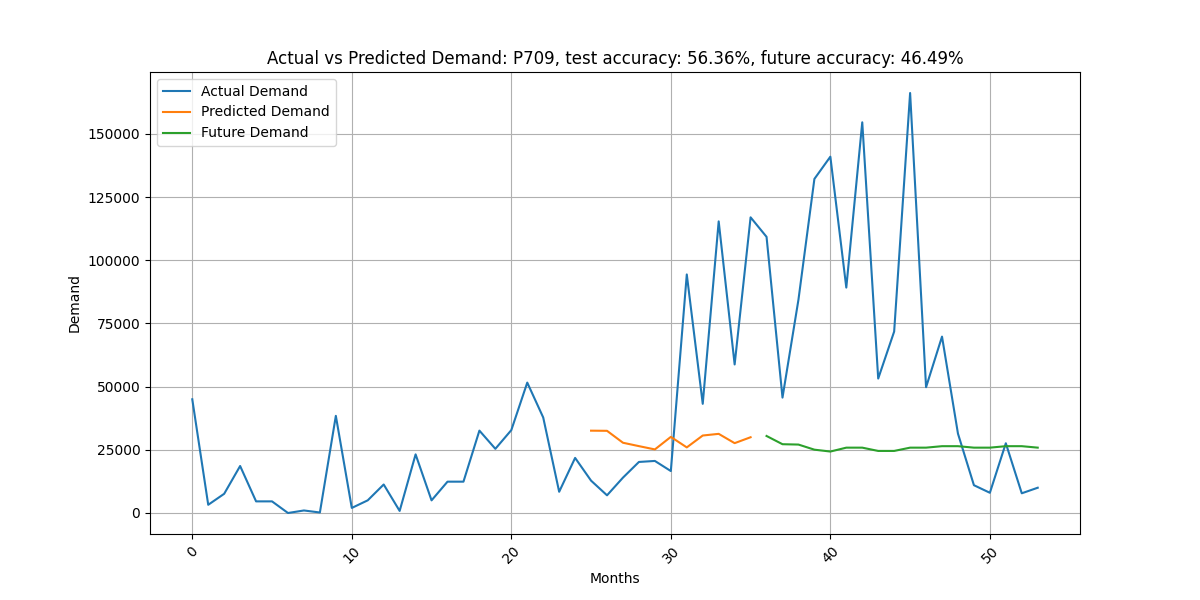 Actual vs Predicted Demand: P709, test accuracy: 56.36%, future accuracy: 46.49%
Actual Demand
Predicted Demand
Future Demand
150000
125000
100000
75000
50000
25000
0
Demand
0 10 20 30 40 50
Months